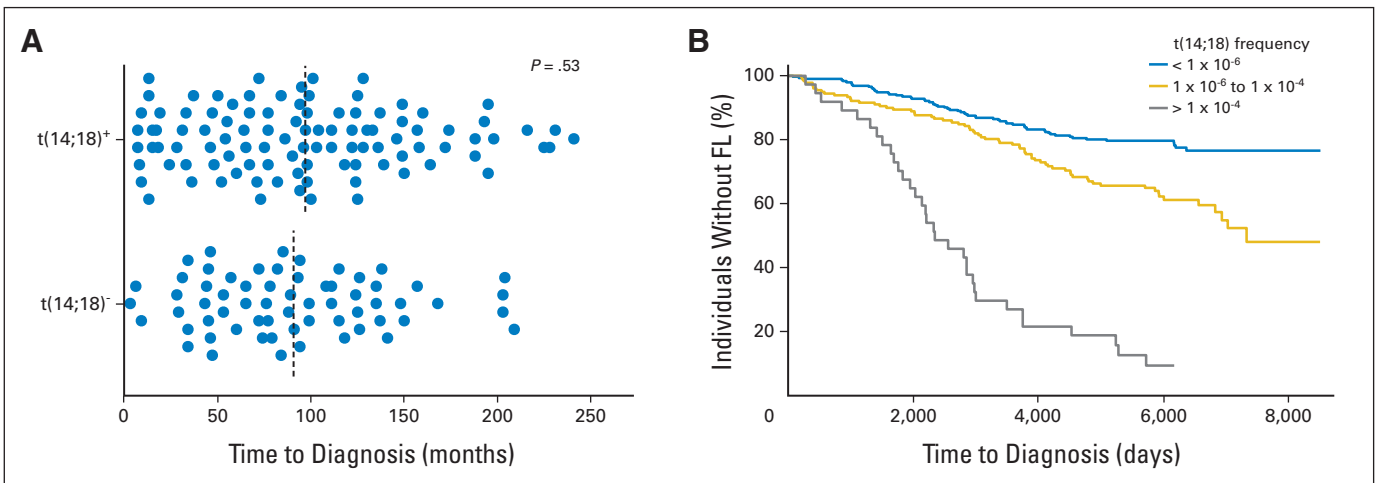 A
P = .53
t(14;18)+
t(14;18)-
0 50 100 150 200 250
Time to Diagnosis (months)
B
t(14;18) frequency
< 1 x 10-6
1 x 10-6 to 1 x 10-4
> 1 x 10-4
Individuals Without FL (%)
100
80
60
40
20
0 2,000 4,000 6,000 8,000
Time to Diagnosis (days)